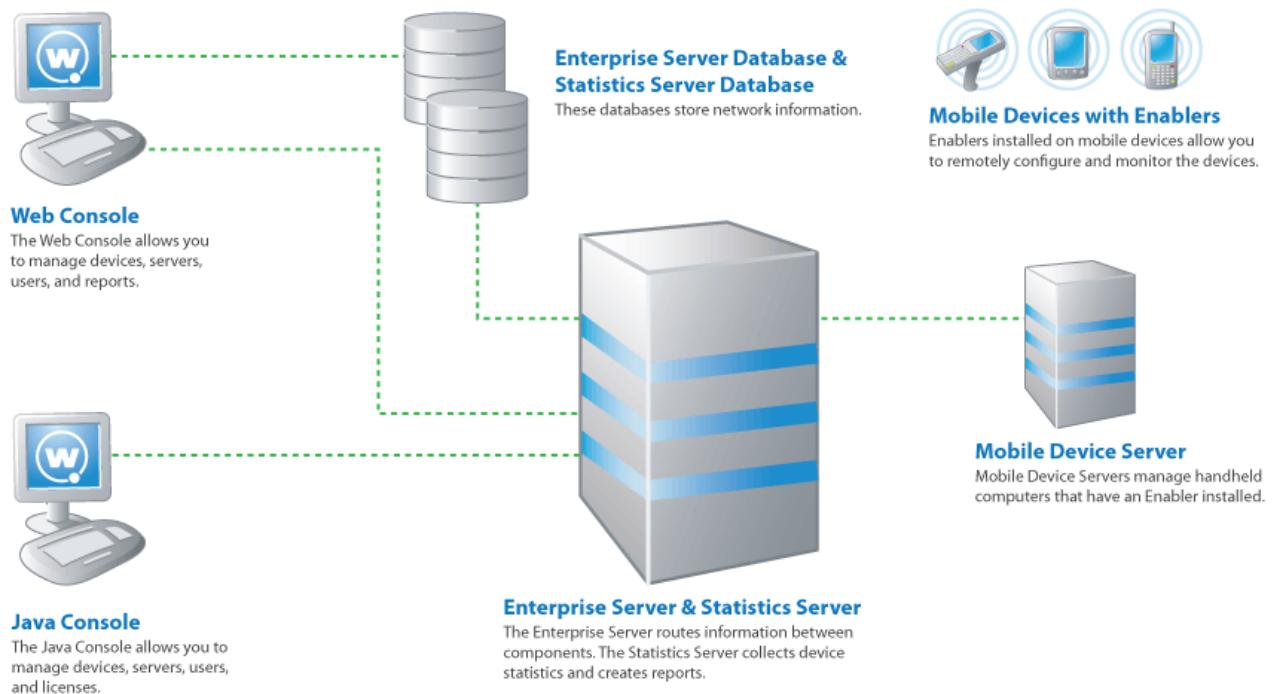 W
Enterprise Server Database &
Statistics Server Database
These databases store network information.
Mobile Devices with Enablers
Enablers installed on mobile devices allow you
to remotely configure and monitor the devices.
Web Console
The Web Console allows you
to manage devices, servers,
users, and reports.
W
Mobile Device Server
Mobile Device Servers manage handheld
computers that have an Enabler installed.
Java Console
The Java Console allows you to
manage devices, servers, users,
and licenses.
Enterprise Server & Statistics Server
The Enterprise Server routes information between
components. The Statistics Server collects device
statistics and creates reports.